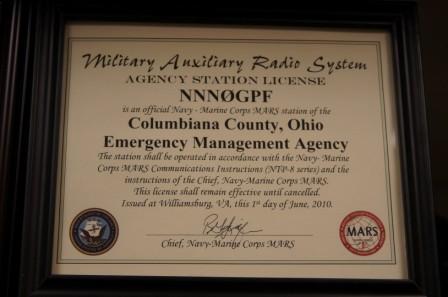 Military Auxiliary Radio System
AGENCY STATION LICENSE
NNNØGPF
is an official Navy - Marine Corps MARS station of the
Columbiana County, Ohio
Emergency Management Agency
The station shall be operated in accordance with the Navy- Marine
Corps MARS Communications Instructions (NTP-8 series) and the
instructions of the Chief, Navy-Marine Corps MARS.
This license shall remain effective until cancelled.
Issued at Williamsburg, VA, this 1st day of June, 2010.
Chief, Navy-Marine Corps MARS
MARS